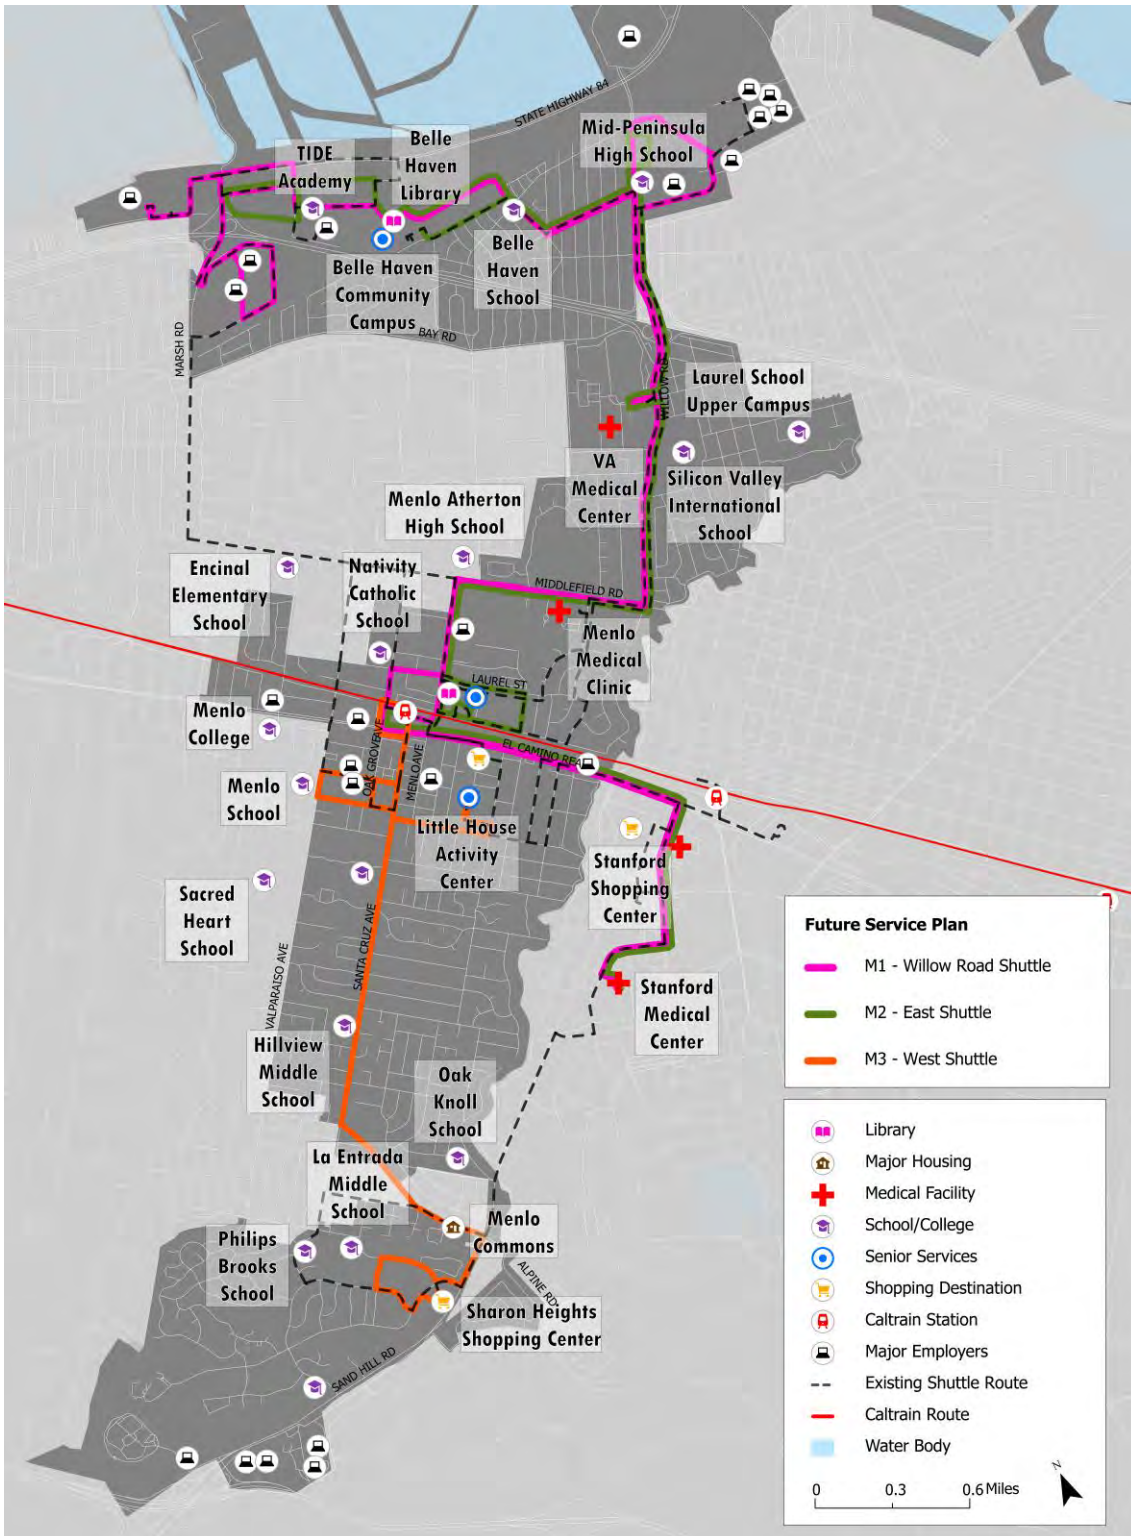 STATE HIGHWAY 84
Mid-Peninsula
High School
Belle
Haven
Library
TIDE
Academy
Belle
Haven
School
Belle Haven
Community
Campus
BAY RD
MARSH RD
WILLOW RD
Laurel School
Upper Campus
VA
Medical
Center
Silicon Valley
International
School
Menlo Atherton
High School
Encinal
Elementary
School
Nativity
Catholic
School
MIDDLEFIELD RD
Menlo
Medical
Clinic
LAUREL ST
Menlo
College
OAK GROVE AVE
MENLO AVE
EL CAMINO REA
Menlo
School
Little House
Activity
Center
Stanford
Shopping
Center
Sacred
Heart
School
SANTA CRUZ AVE
VALPARAISO AVE
Stanford
Medical
Center
Hillview
Middle
School
Oak
Knoll
School
La Entrada
Middle
School
Menlo
Commons
Philips
Brooks
School
ALPINE RD
Sharon Heights
Shopping Center
SAND HILL RD
Future Service Plan
M1 - Willow Road Shuttle
M2 - East Shuttle
M3 - West Shuttle
Library
Major Housing
Medical Facility
School/College
Senior Services
Shopping Destination
Caltrain Station
Major Employers
Existing Shuttle Route
Caltrain Route
Water Body
N
0 0.3 0.6 Miles